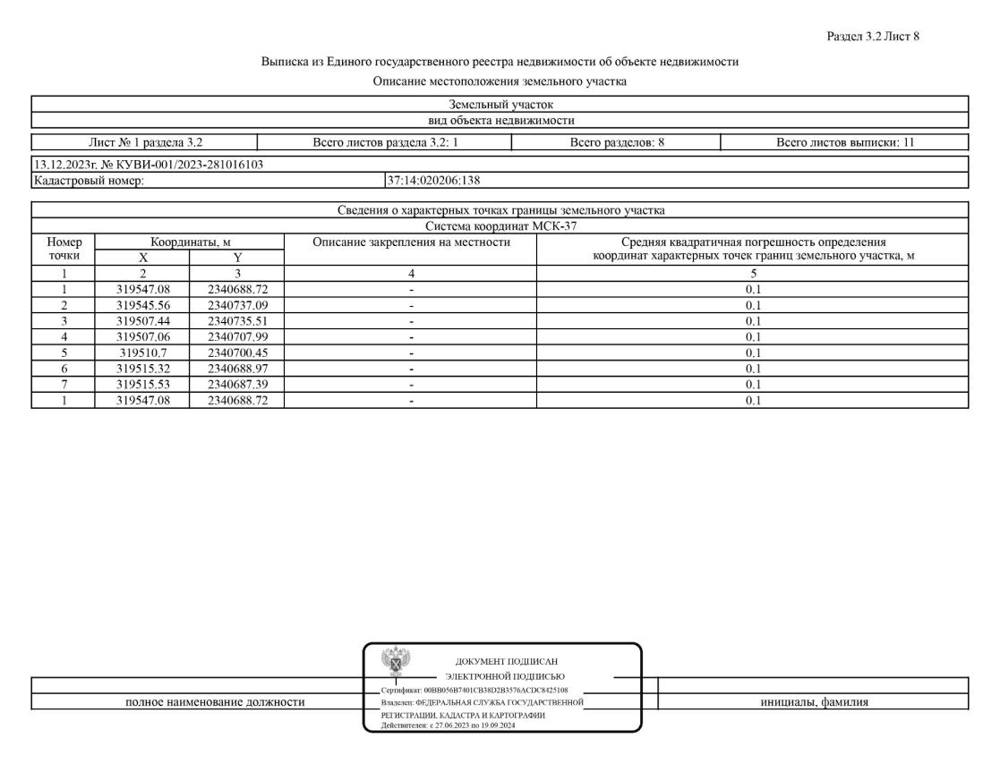 Раздел 3.2 Лист 8
Выписка из Единого государственного реестра недвижимости об объекте недвижимости
Описание местоположения земельного участка
Земельный участок
вид объекта недвижимости
Лист № 1 раздела 3.2 Всего листов раздела 3.2: 1 Всего разделов: 8 Всего листов выписки: 11
13.12.2023г. № КУВИ-001/2023-281016103
Кадастровый номер: 37:14:020206:138
Сведения о характерных точках границы земельного участка
Система координат МСК-37
Номер точки Координаты, м Описание закрепления на местности Средняя квадратичная погрешность определения координат характерных точек границ земельного участка, м
X Y
1 2 3 4 5
1 319547.08 2340688.72 - 0.1
2 319545.56 2340737.09 - 0.1
3 319507.44 2340735.51 - 0.1
4 319507.06 2340707.99 - 0.1
5 319510.7 2340700.45 - 0.1
6 319515.32 2340688.97 - 0.1
7 319515.53 2340687.39 - 0.1
1 319547.08 2340688.72 - 0.1
ДОКУМЕНТ ПОДПИСАН
ЭЛЕКТРОННОЙ ПОДПИСЬЮ
Сертификат: 00BB056B7401CB38D2B3576ACDC8425108
Владелец: ФЕДЕРАЛЬНАЯ СЛУЖБА ГОСУДАРСТВЕННОЙ
РЕГИСТРАЦИИ, КАДАСТРА И КАРТОГРАФИИ
Действителен: с 27.06.2023 по 19.09.2024
полное наименование должности инициалы, фамилия